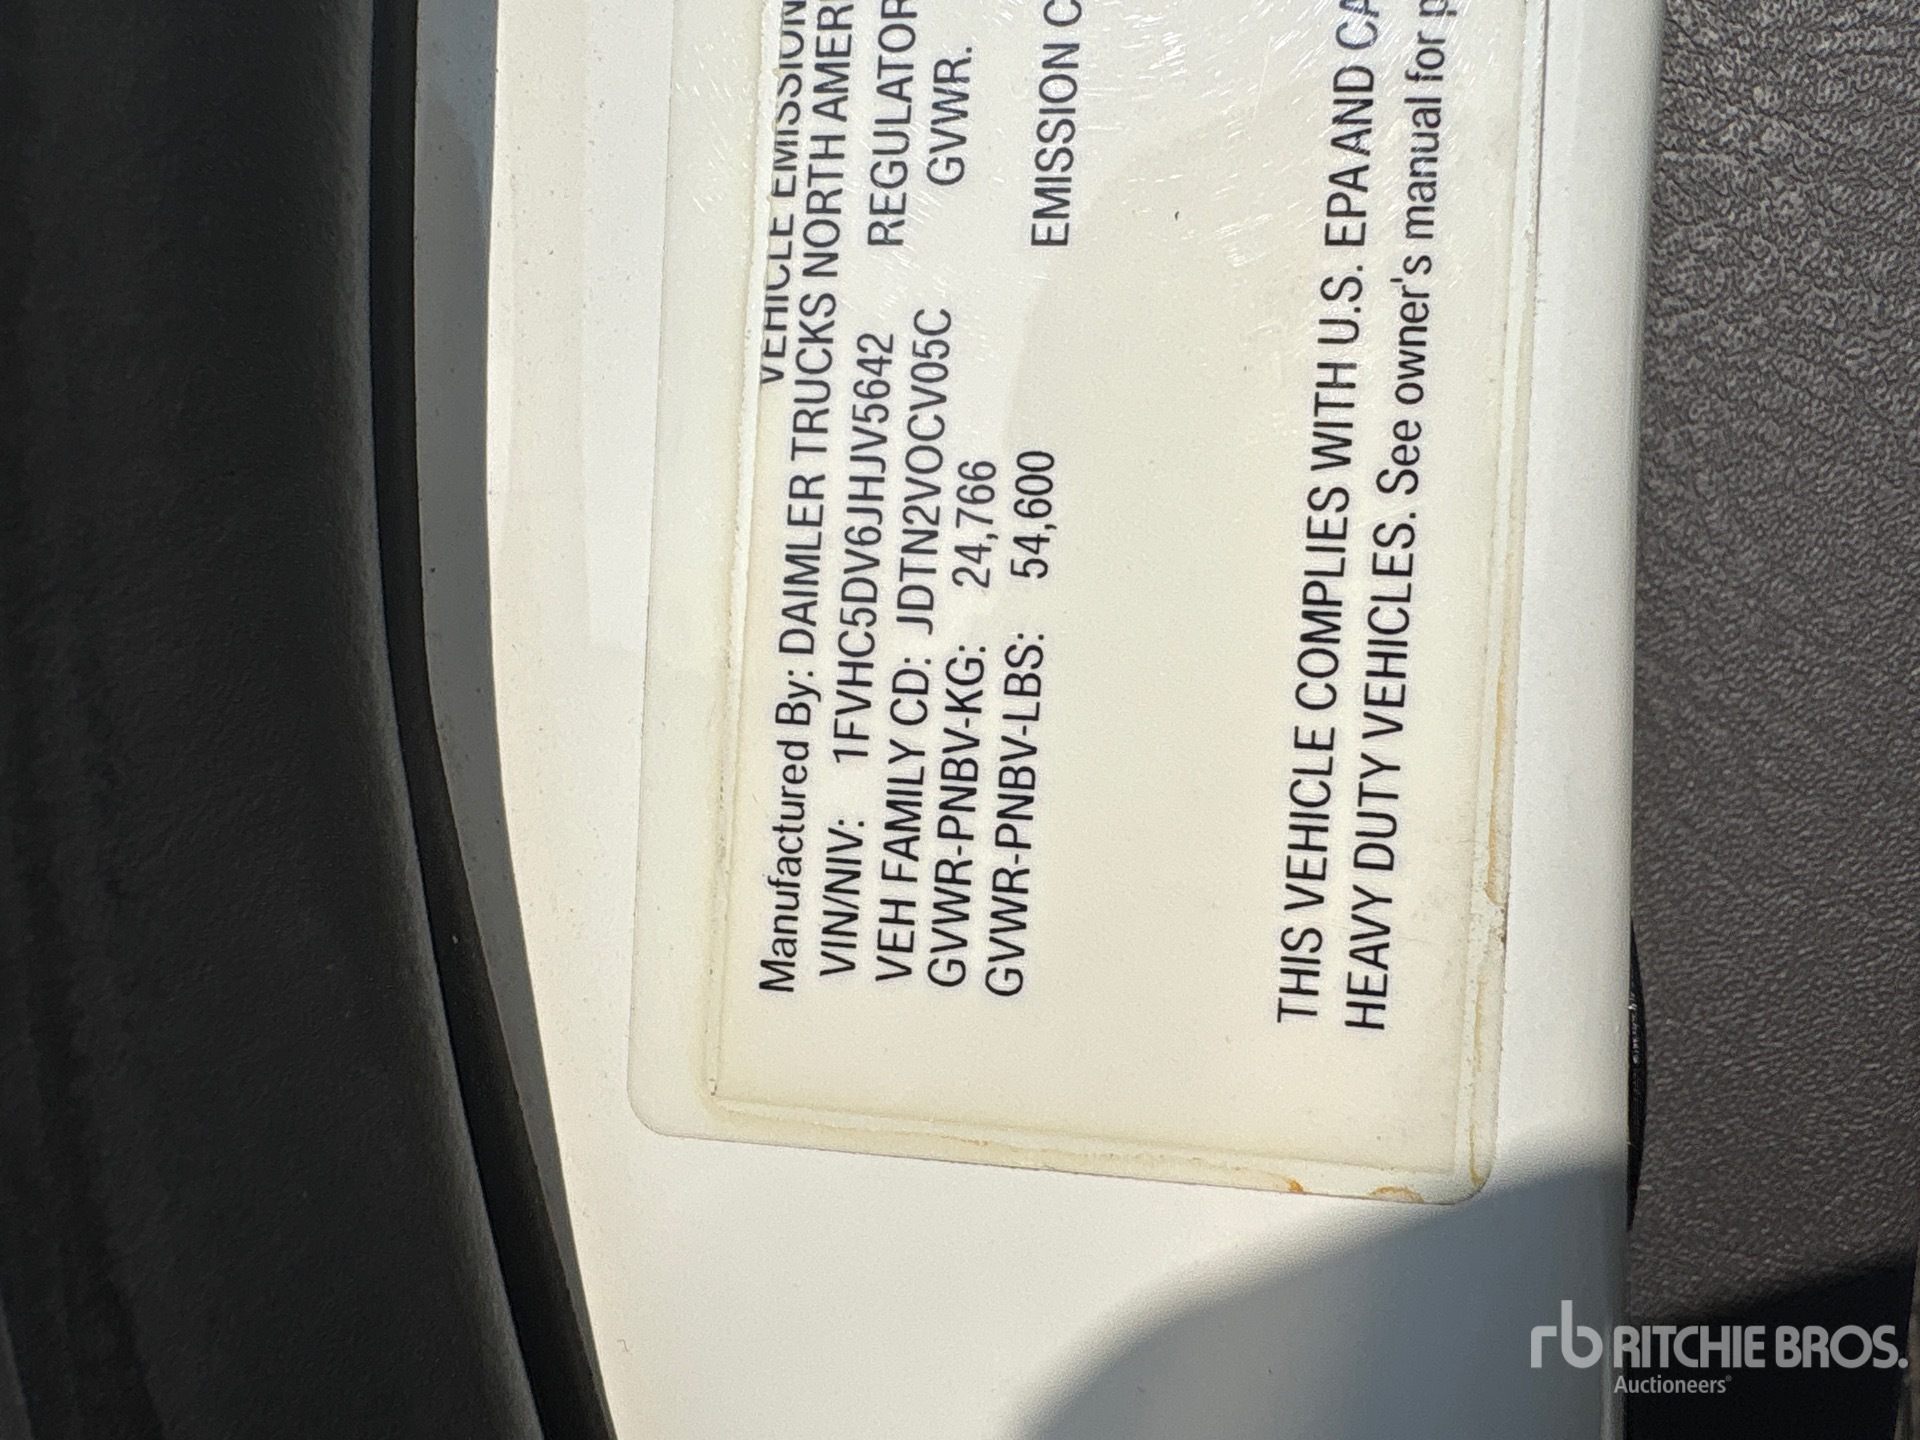 VEHICLE EMISSION
Manufactured By: DAIMLER TRUCKS NORTH AMER
VIN/NIV: 1FVHC5DV6JHJV5642 REGULATOR
VEH FAMILY CD: JDTN2VOCV05C GVWR.
GVWR-PNBV-KG: 24,766
GVWR-PNBV-LBS: 54,600 EMISSION C
THIS VEHICLE COMPLIES WITH U.S. EPA AND CA
HEAVY DUTY VEHICLES. See owner's manual for p
rb RITCHIE BROS.
Auctioneers